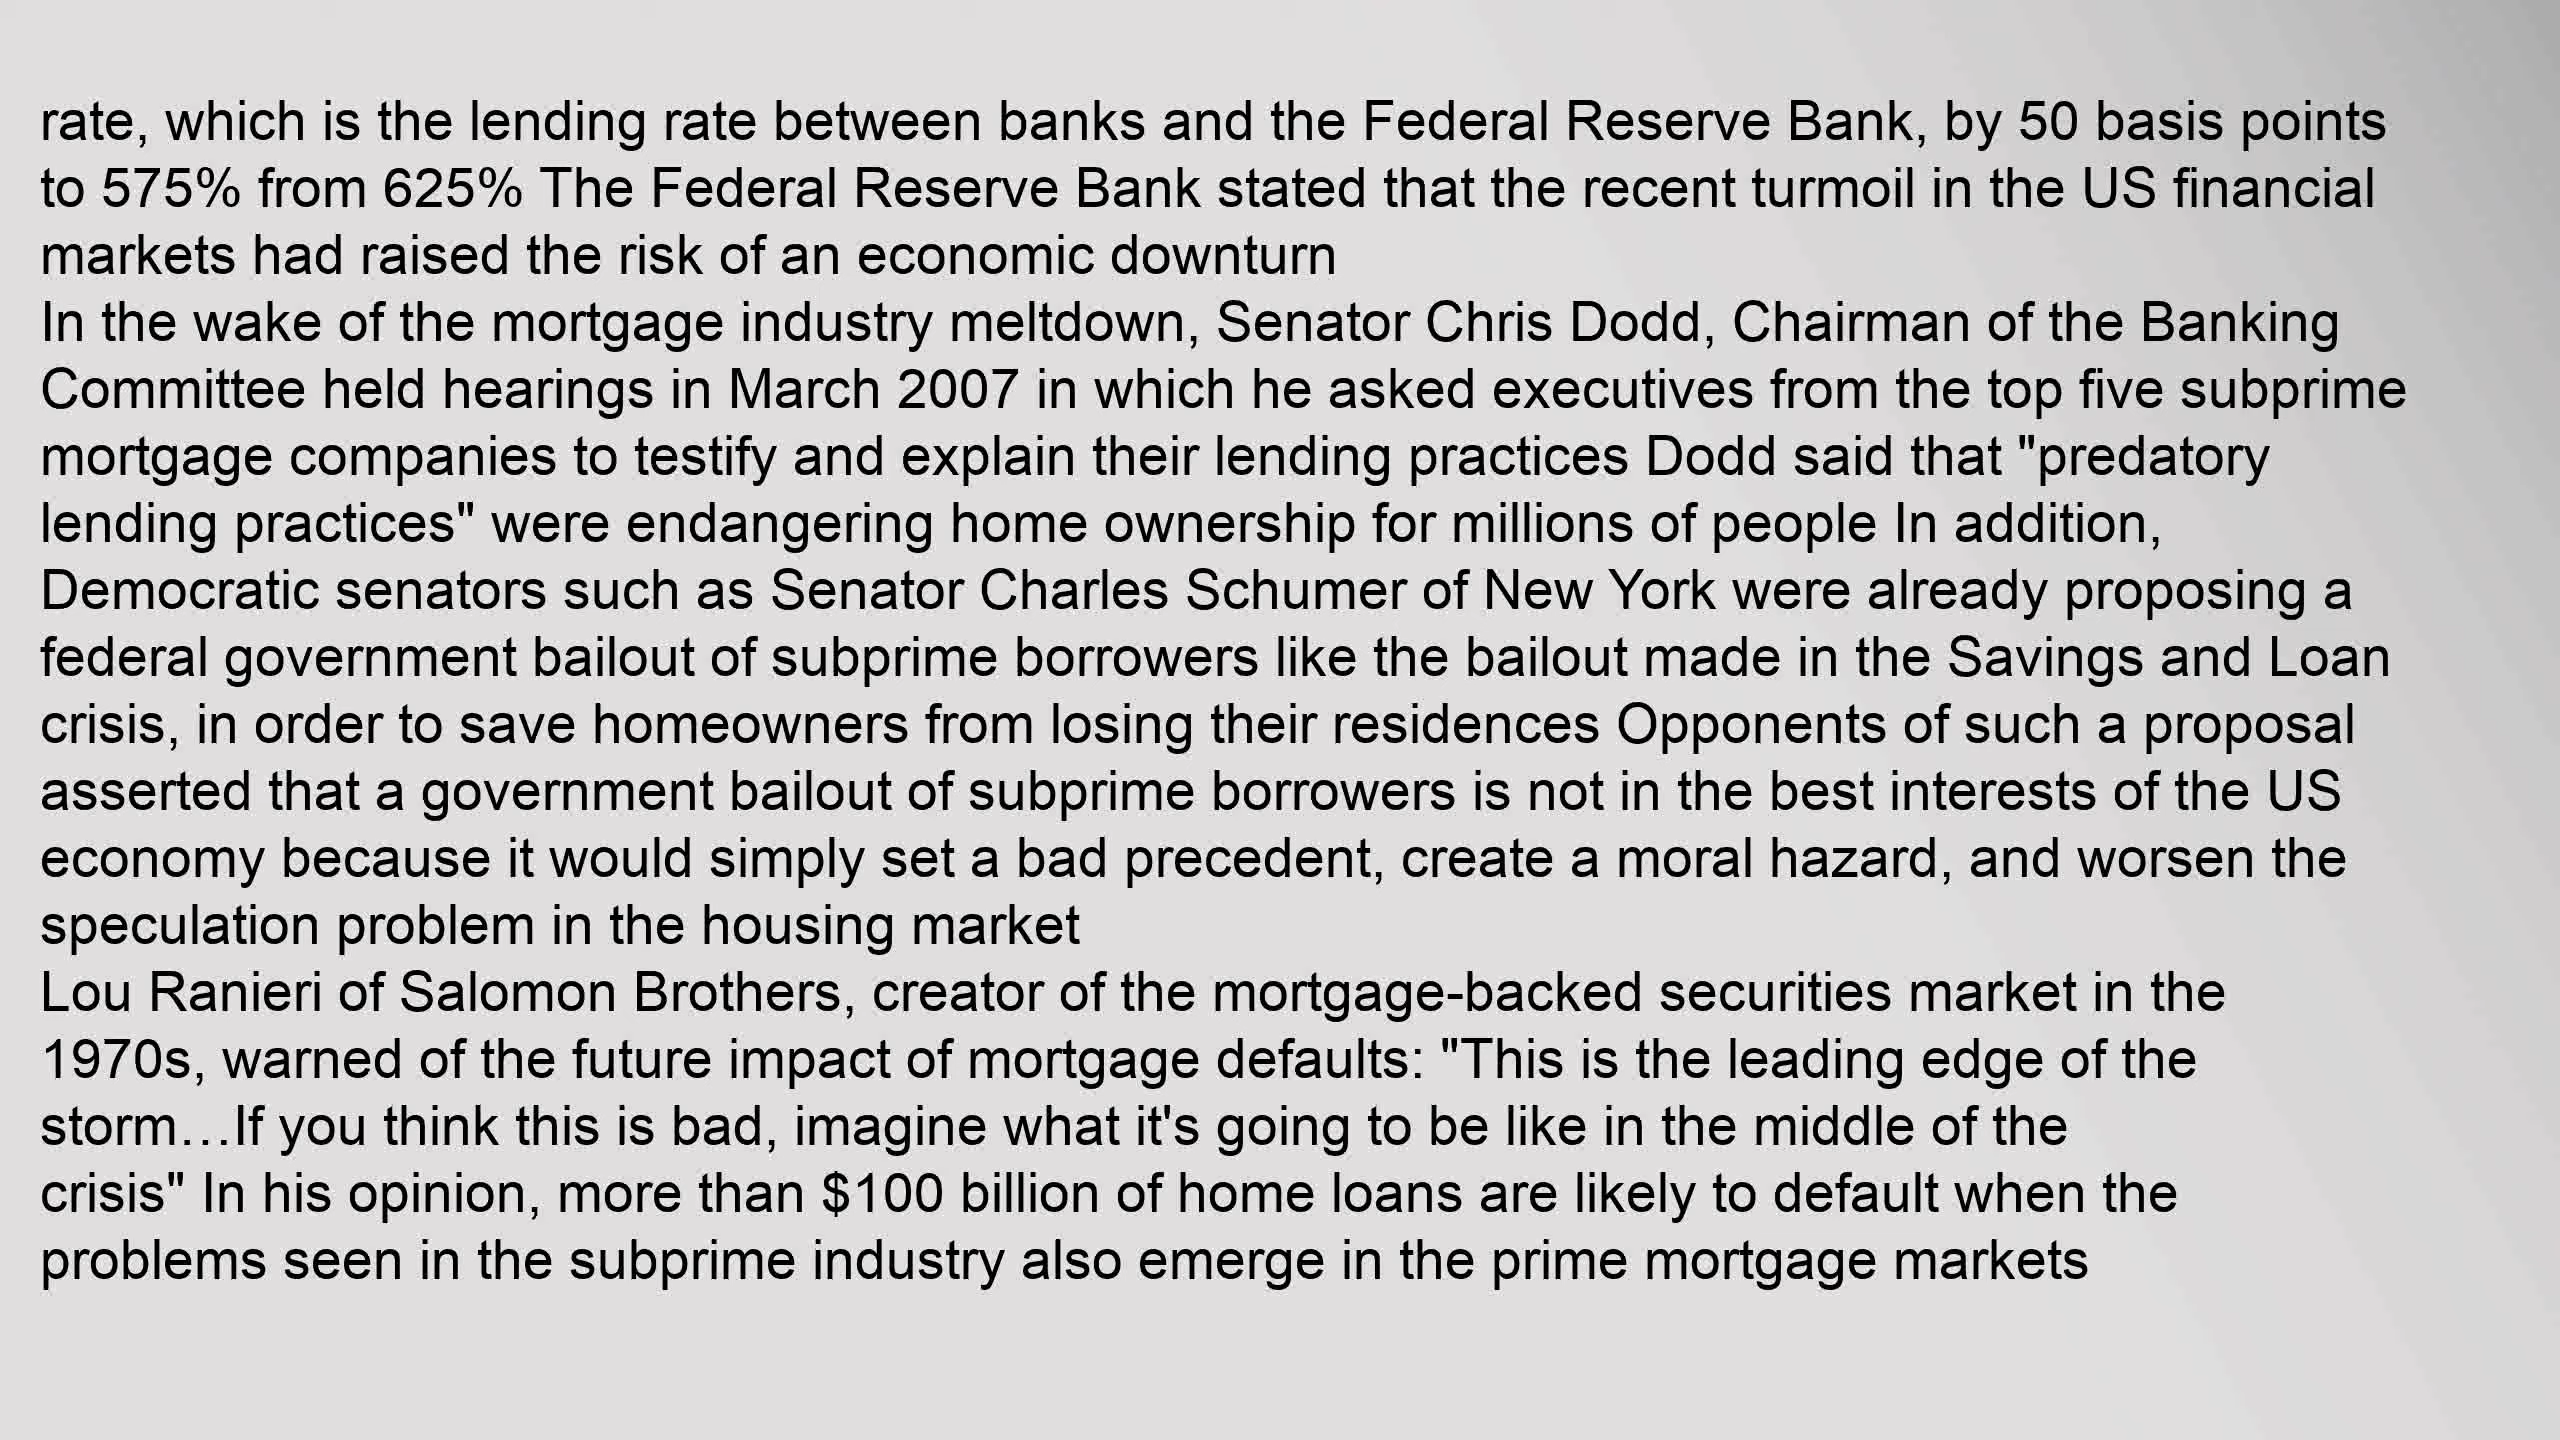 rate, which is the lending rate between banks and the Federal Reserve Bank, by 50 basis points
to 575% from 625% The Federal Reserve Bank stated that the recent turmoil in the US financial
markets had raised the risk of an economic downturn
In the wake of the mortgage industry meltdown, Senator Chris Dodd, Chairman of the Banking
Committee held hearings in March 2007 in which he asked executives from the top five subprime
mortgage companies to testify and explain their lending practices Dodd said that "predatory
lending practices" were endangering home ownership for millions of people In addition,
Democratic senators such as Senator Charles Schumer of New York were already proposing a
federal government bailout of subprime borrowers like the bailout made in the Savings and Loan
crisis, in order to save homeowners from losing their residences Opponents of such a proposal
asserted that a government bailout of subprime borrowers is not in the best interests of the US
economy because it would simply set a bad precedent, create a moral hazard, and worsen the
speculation problem in the housing market
Lou Ranieri of Salomon Brothers, creator of the mortgage-backed securities market in the
1970s, warned of the future impact of mortgage defaults: "This is the leading edge of the
storm…If you think this is bad, imagine what it's going to be like in the middle of the
crisis" In his opinion, more than $100 billion of home loans are likely to default when the
problems seen in the subprime industry also emerge in the prime mortgage markets